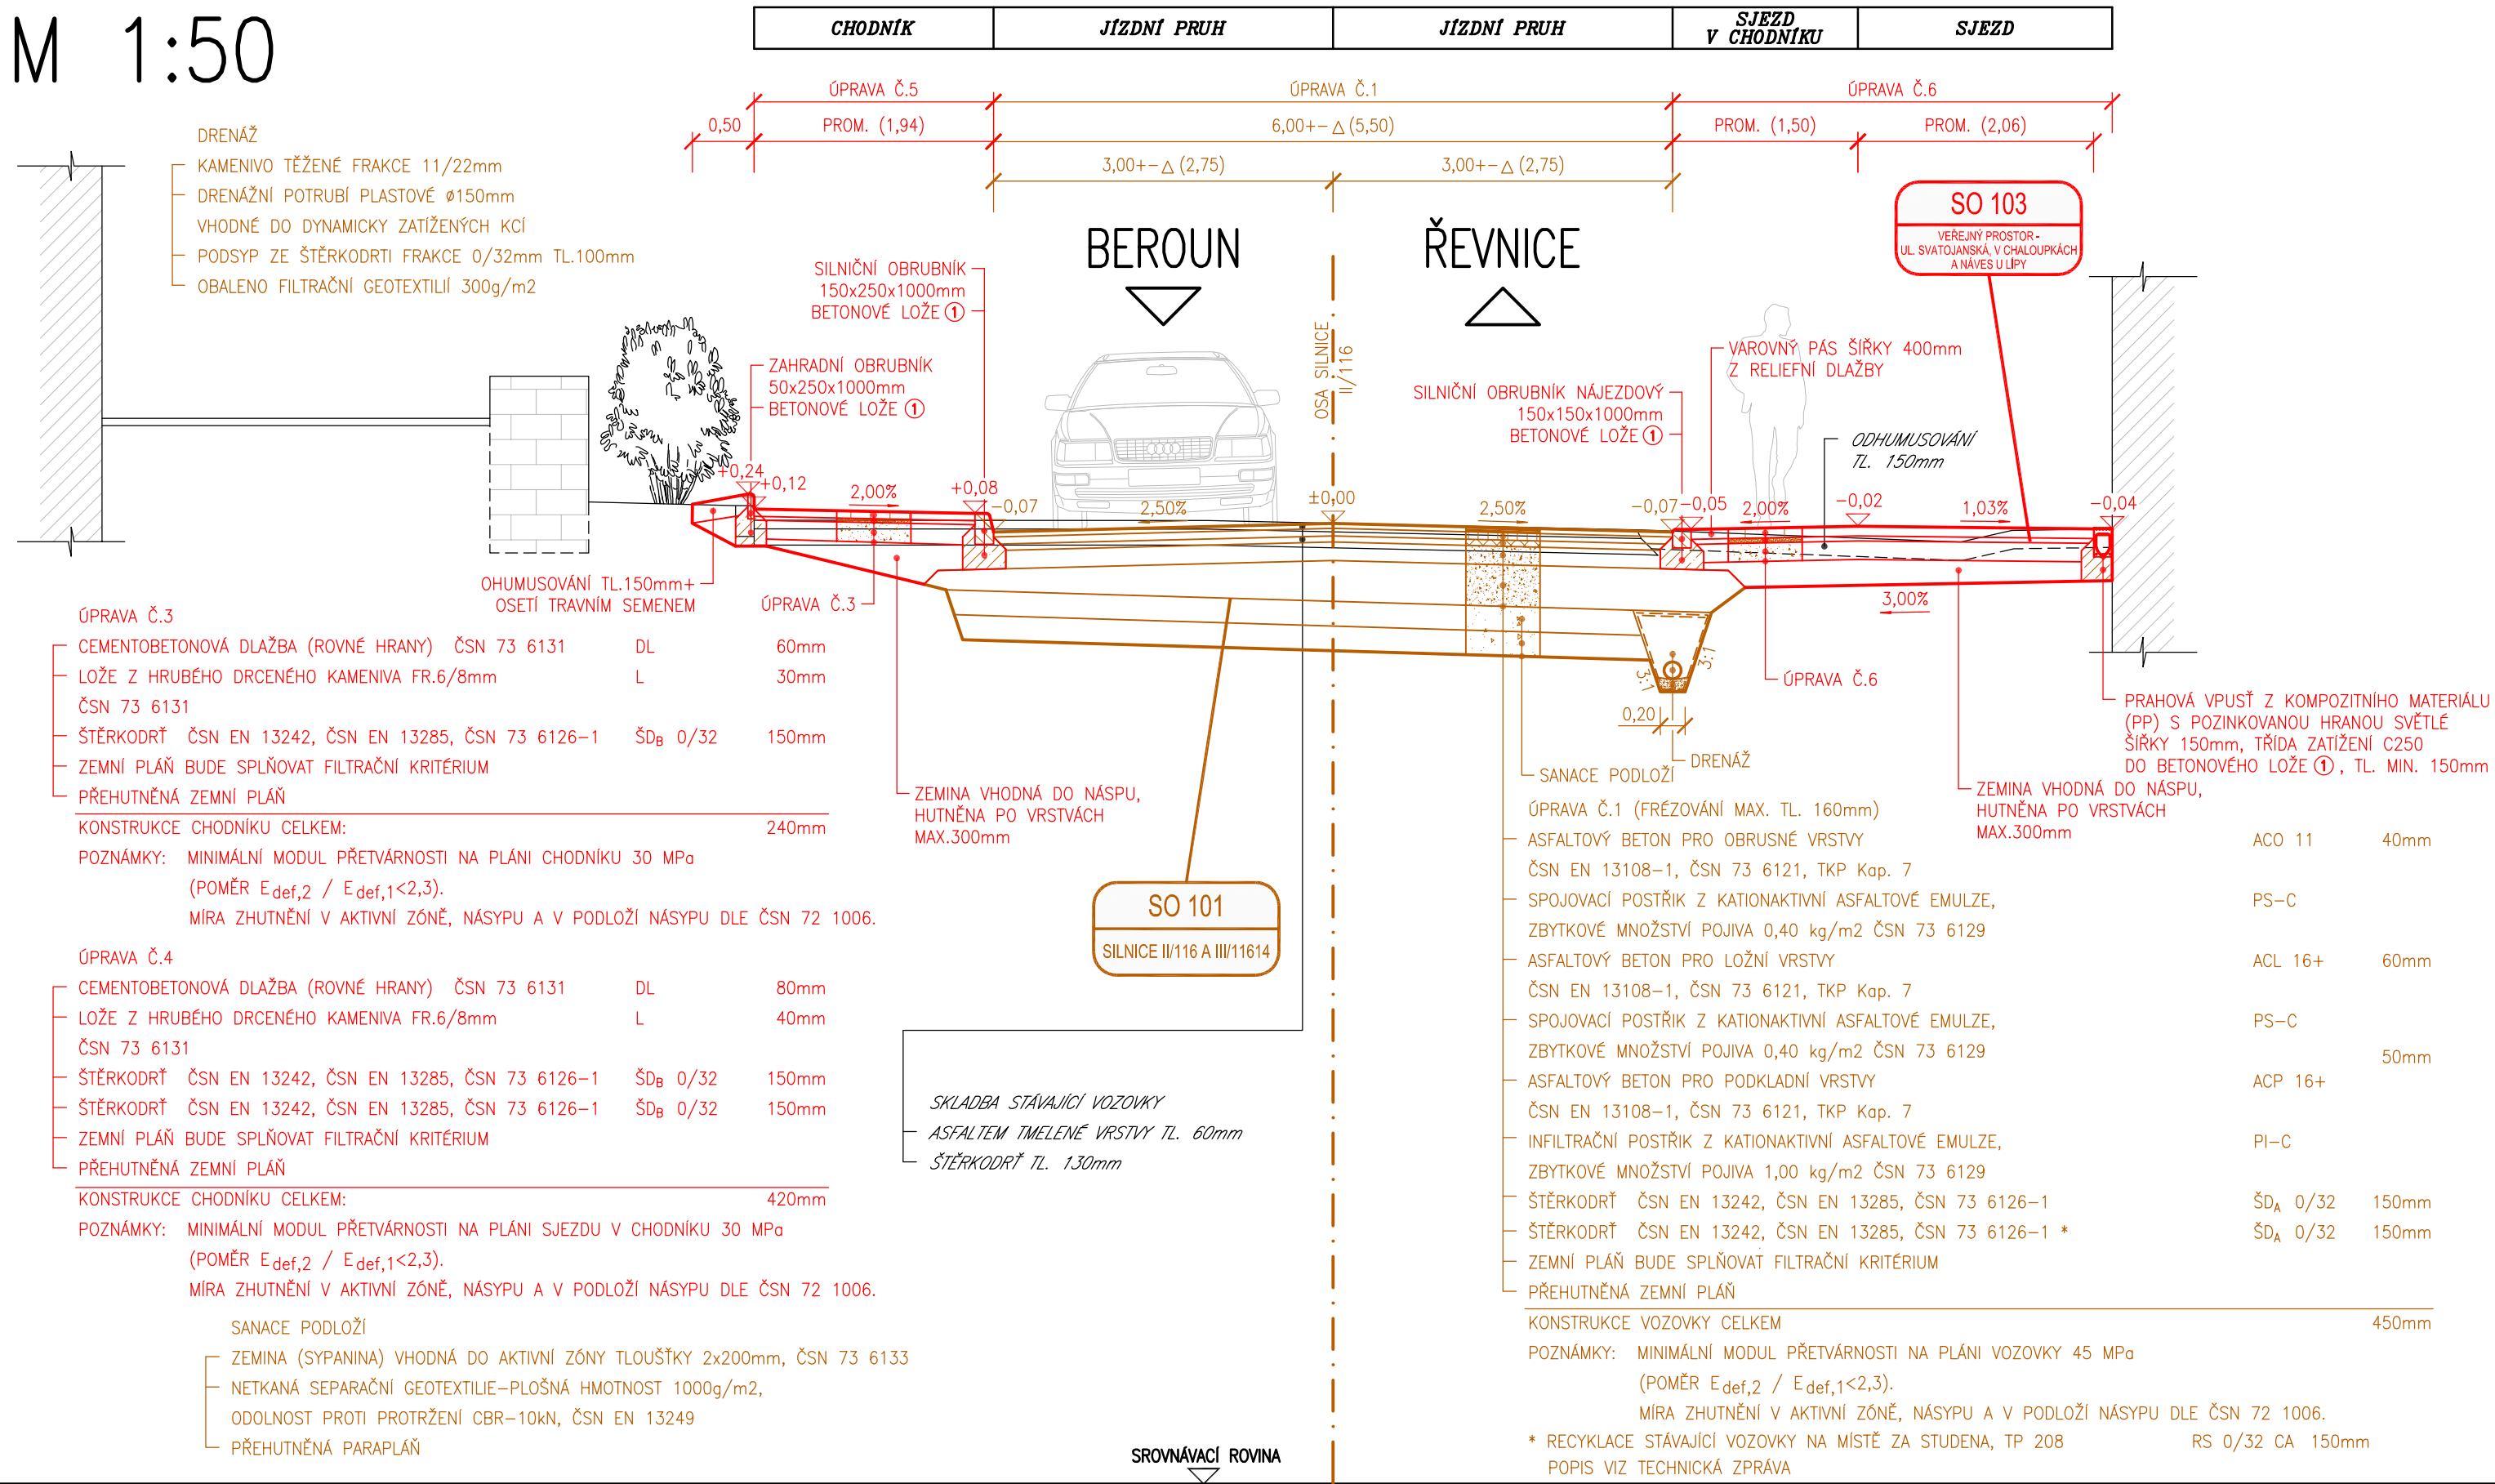 M 1:50
CHODNÍK
JÍZDNÍ PRUH
JÍZDNÍ PRUH
SJEZD
V CHODNÍKU
SJEZD
ÚPRAVA Č.5
ÚPRAVA Č.1
ÚPRAVA Č.6
0,50
PROM. (1,94)
6,00+-△(5,50)
PROM. (1,50)
PROM. (2,06)
3,00+-△(2,75)
3,00+-△(2,75)
DRENÁŽ
KAMENIVO TĚŽENÉ FRAKCE 11/22mm
DRENÁŽNÍ POTRUBÍ PLASTOVÉ ø150mm
VHODNÉ DO DYNAMICKY ZATÍŽENÝCH KCÍ
PODSYP ZE ŠTĚRKODRTI FRAKCE 0/32mm TL.100mm
OBALENO FILTRAČNÍ GEOTEXTILIÍ 300g/m2
BEROUN
ŘEVNICE
SO 103
VEŘEJNÝ PROSTOR -
UL. SVATOJANSKÁ, V CHALOUPKÁCH
A NÁVES U LÍPY
SILNIČNÍ OBRUBNÍK
150x250x1000mm
BETONOVÉ LOŽE ①
ZAHRADNÍ OBRUBNÍK
50x250x1000mm
BETONOVÉ LOŽE ①
OSA SILNICE
II/116
VAROVNÝ PÁS ŠÍŘKY 400mm
Z RELIEFNÍ DLAŽBY
SILNIČNÍ OBRUBNÍK NÁJEZDOVÝ
150x150x1000mm
BETONOVÉ LOŽE ①
ODHUMUSOVÁNÍ
TL. 150mm
+0,24
+0,12
2,00%
+0,08
-0,07
2,50%
±0,00
2,50%
-0,07
-0,05
2,00%
-0,02
1,03%
-0,04
3,00%
OHUMUSOVÁNÍ TL.150mm+
OSETÍ TRAVNÍM SEMENEM
ÚPRAVA Č.3
3:1
3:1
0,20
ÚPRAVA Č.6
DRENÁŽ
SANACE PODLOŽÍ
PRAHOVÁ VPUSŤ Z KOMPOZITNÍHO MATERIÁLU
(PP) S POZINKOVANOU HRANOU SVĚTLÉ
ŠÍŘKY 150mm, TŘÍDA ZATÍŽENÍ C250
DO BETONOVÉHO LOŽE ①, TL. MIN. 150mm
ZEMINA VHODNÁ DO NÁSPU,
HUTNĚNA PO VRSTVÁCH
MAX.300mm
ZEMINA VHODNÁ DO NÁSPU,
HUTNĚNA PO VRSTVÁCH
MAX.300mm
ÚPRAVA Č.3
CEMENTOBETONOVÁ DLAŽBA (ROVNÉ HRANY) ČSN 73 6131 DL 60mm
LOŽE Z HRUBÉHO DRCENÉHO KAMENIVA FR.6/8mm L 30mm
ČSN 73 6131
ŠTĚRKODRŤ ČSN EN 13242, ČSN EN 13285, ČSN 73 6126-1 ŠDB 0/32 150mm
ZEMNÍ PLÁŇ BUDE SPLŇOVAT FILTRAČNÍ KRITÉRIUM
PŘEHUTNĚNÁ ZEMNÍ PLÁŇ
KONSTRUKCE CHODNÍKU CELKEM: 240mm
POZNÁMKY: MINIMÁLNÍ MODUL PŘETVÁRNOSTI NA PLÁNI CHODNÍKU 30 MPa
(POMĚR Edef,2 / Edef,1<2,3).
MÍRA ZHUTNĚNÍ V AKTIVNÍ ZÓNĚ, NÁSYPU A V PODLOŽÍ NÁSYPU DLE ČSN 72 1006.
ÚPRAVA Č.4
CEMENTOBETONOVÁ DLAŽBA (ROVNÉ HRANY) ČSN 73 6131 DL 80mm
LOŽE Z HRUBÉHO DRCENÉHO KAMENIVA FR.6/8mm L 40mm
ČSN 73 6131
ŠTĚRKODRŤ ČSN EN 13242, ČSN EN 13285, ČSN 73 6126-1 ŠDB 0/32 150mm
ŠTĚRKODRŤ ČSN EN 13242, ČSN EN 13285, ČSN 73 6126-1 ŠDB 0/32 150mm
ZEMNÍ PLÁŇ BUDE SPLŇOVAT FILTRAČNÍ KRITÉRIUM
PŘEHUTNĚNÁ ZEMNÍ PLÁŇ
KONSTRUKCE CHODNÍKU CELKEM: 420mm
POZNÁMKY: MINIMÁLNÍ MODUL PŘETVÁRNOSTI NA PLÁNI SJEZDU V CHODNÍKU 30 MPa
(POMĚR Edef,2 / Edef,1<2,3).
MÍRA ZHUTNĚNÍ V AKTIVNÍ ZÓNĚ, NÁSYPU A V PODLOŽÍ NÁSYPU DLE ČSN 72 1006.
SANACE PODLOŽÍ
ZEMINA (SYPANINA) VHODNÁ DO AKTIVNÍ ZÓNY TLOUŠŤKY 2x200mm, ČSN 73 6133
NETKANÁ SEPARAČNÍ GEOTEXTILIE-PLOŠNÁ HMOTNOST 1000g/m2,
ODOLNOST PROTI PROTRŽENÍ CBR-10kN, ČSN EN 13249
PŘEHUTNĚNÁ PARAPLÁŇ
SO 101
SILNICE II/116 A III/11614
SKLADBA STÁVAJÍCÍ VOZOVKY
ASFALTEM TMELENÉ VRSTVY TL. 60mm
ŠTĚRKODRŤ TL. 130mm
SROVNÁVACÍ ROVINA
ÚPRAVA Č.1 (FRÉZOVÁNÍ MAX. TL. 160mm)
ASFALTOVÝ BETON PRO OBRUSNÉ VRSTVY ACO 11 40mm
ČSN EN 13108-1, ČSN 73 6121, TKP Kap. 7
SPOJOVACÍ POSTŘIK Z KATIONAKTIVNÍ ASFALTOVÉ EMULZE, PS-C
ZBYTKOVÉ MNOŽSTVÍ POJIVA 0,40 kg/m2 ČSN 73 6129
ASFALTOVÝ BETON PRO LOŽNÍ VRSTVY ACL 16+ 60mm
ČSN EN 13108-1, ČSN 73 6121, TKP Kap. 7
SPOJOVACÍ POSTŘIK Z KATIONAKTIVNÍ ASFALTOVÉ EMULZE, PS-C
ZBYTKOVÉ MNOŽSTVÍ POJIVA 0,40 kg/m2 ČSN 73 6129 50mm
ASFALTOVÝ BETON PRO PODKLADNÍ VRSTVY ACP 16+
ČSN EN 13108-1, ČSN 73 6121, TKP Kap. 7
INFILTRAČNÍ POSTŘIK Z KATIONAKTIVNÍ ASFALTOVÉ EMULZE, PI-C
ZBYTKOVÉ MNOŽSTVÍ POJIVA 1,00 kg/m2 ČSN 73 6129
ŠTĚRKODRŤ ČSN EN 13242, ČSN EN 13285, ČSN 73 6126-1 ŠDA 0/32 150mm
ŠTĚRKODRŤ ČSN EN 13242, ČSN EN 13285, ČSN 73 6126-1 * ŠDA 0/32 150mm
ZEMNÍ PLÁŇ BUDE SPLŇOVAT FILTRAČNÍ KRITÉRIUM
PŘEHUTNĚNÁ ZEMNÍ PLÁŇ
KONSTRUKCE VOZOVKY CELKEM 450mm
POZNÁMKY: MINIMÁLNÍ MODUL PŘETVÁRNOSTI NA PLÁNI VOZOVKY 45 MPa
(POMĚR Edef,2 / Edef,1<2,3).
MÍRA ZHUTNĚNÍ V AKTIVNÍ ZÓNĚ, NÁSYPU A V PODLOŽÍ NÁSYPU DLE ČSN 72 1006.
* RECYKLACE STÁVAJÍCÍ VOZOVKY NA MÍSTĚ ZA STUDENA, TP 208 RS 0/32 CA 150mm
POPIS VIZ TECHNICKÁ ZPRÁVA